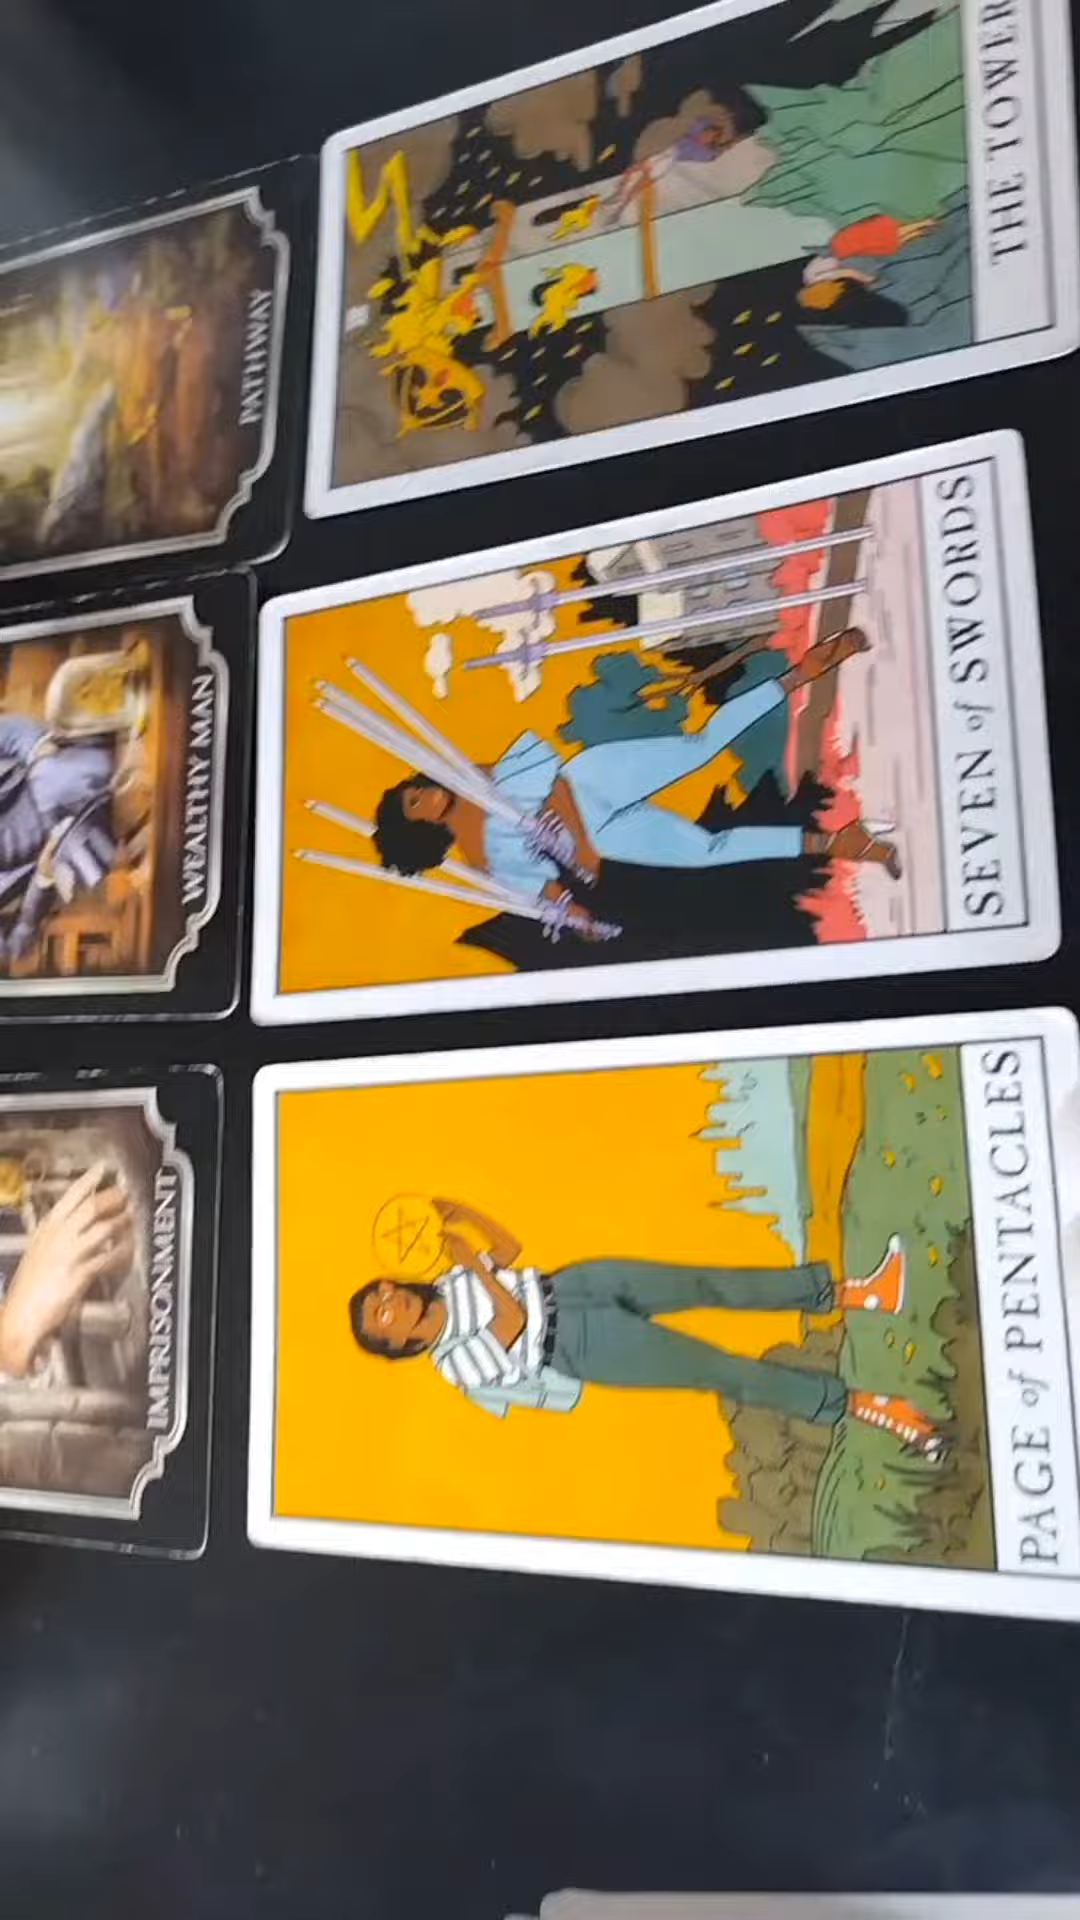 PATHWAY
THE TOWER
WEALTHY MAN
SEVEN of SWORDS
IMPRISONMENT
PAGE of PENTACLES